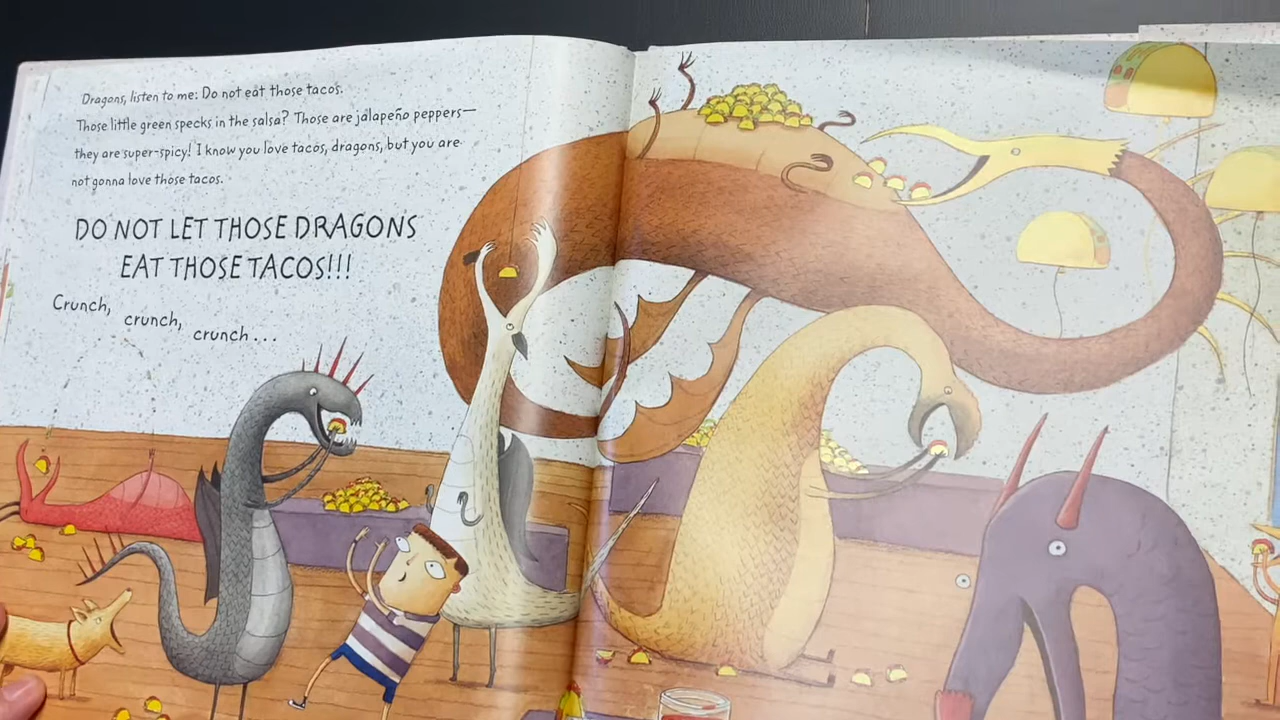 Dragons, listen to me: Do not eat those tacos.
Those little green specks in the salsa? Those are jalapeño peppers—
they are super-spicy! I know you love tacos, dragons, but you are
not gonna love those tacos.
DO NOT LET THOSE DRAGONS
EAT THOSE TACOS!!!
Crunch,
crunch,
crunch...